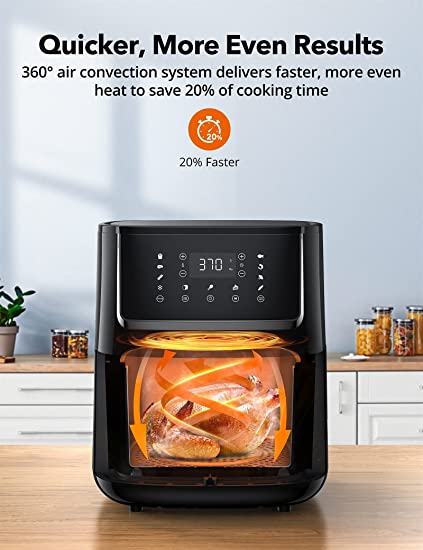 Quicker, More Even Results
360° air convection system delivers faster, more even
heat to save 20% of cooking time
20%
20% Faster
370